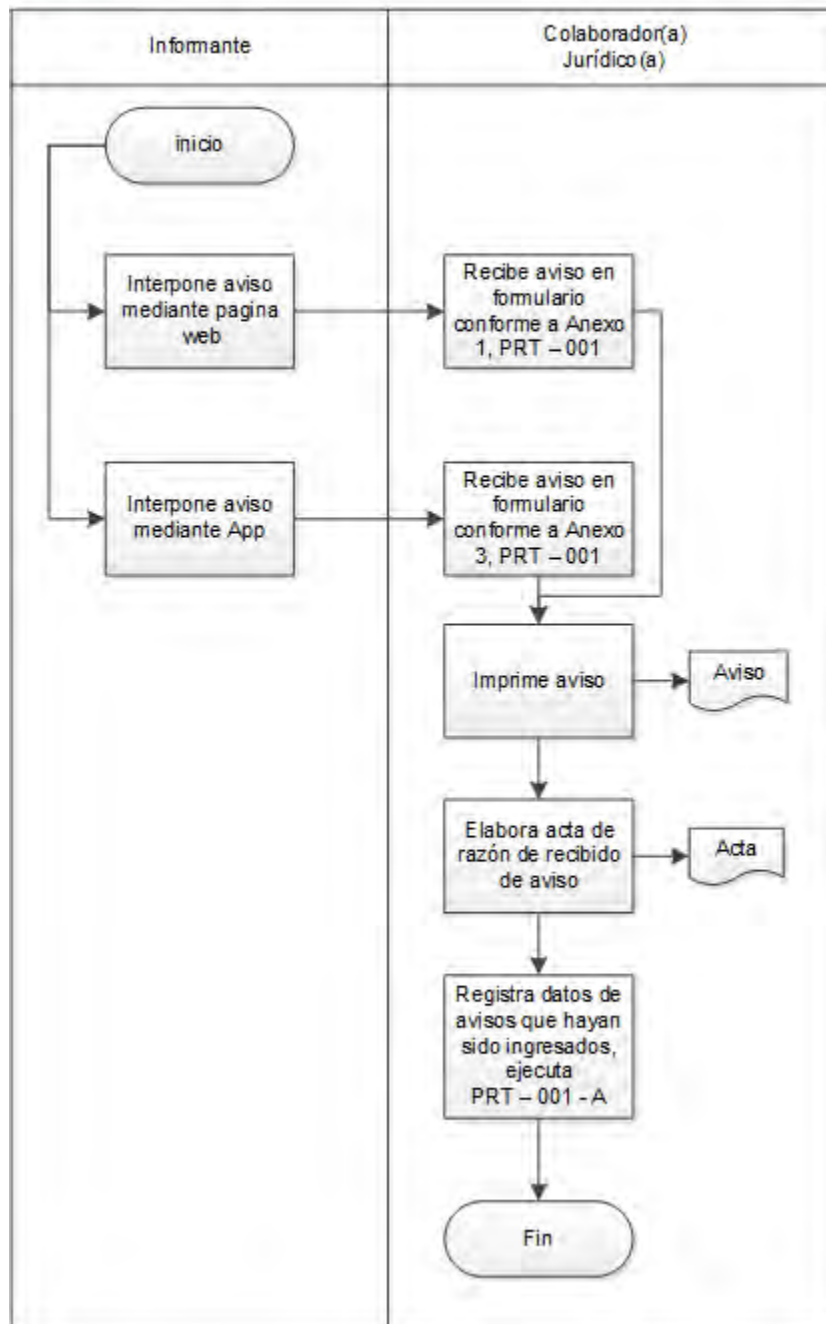 Informante
Colaborador(a)
Jurídico(a)
inicio
Interpone aviso
mediante pagina
web
Recibe aviso en
formulario
conforme a Anexo
1, PRT – 001
Interpone aviso
mediante App
Recibe aviso en
formulario
conforme a Anexo
3, PRT – 001
Imprime aviso
Aviso
Elabora acta de
razón de recibido
de aviso
Acta
Registra datos de
avisos que hayan
sido ingresados,
ejecuta
PRT – 001 - A
Fin